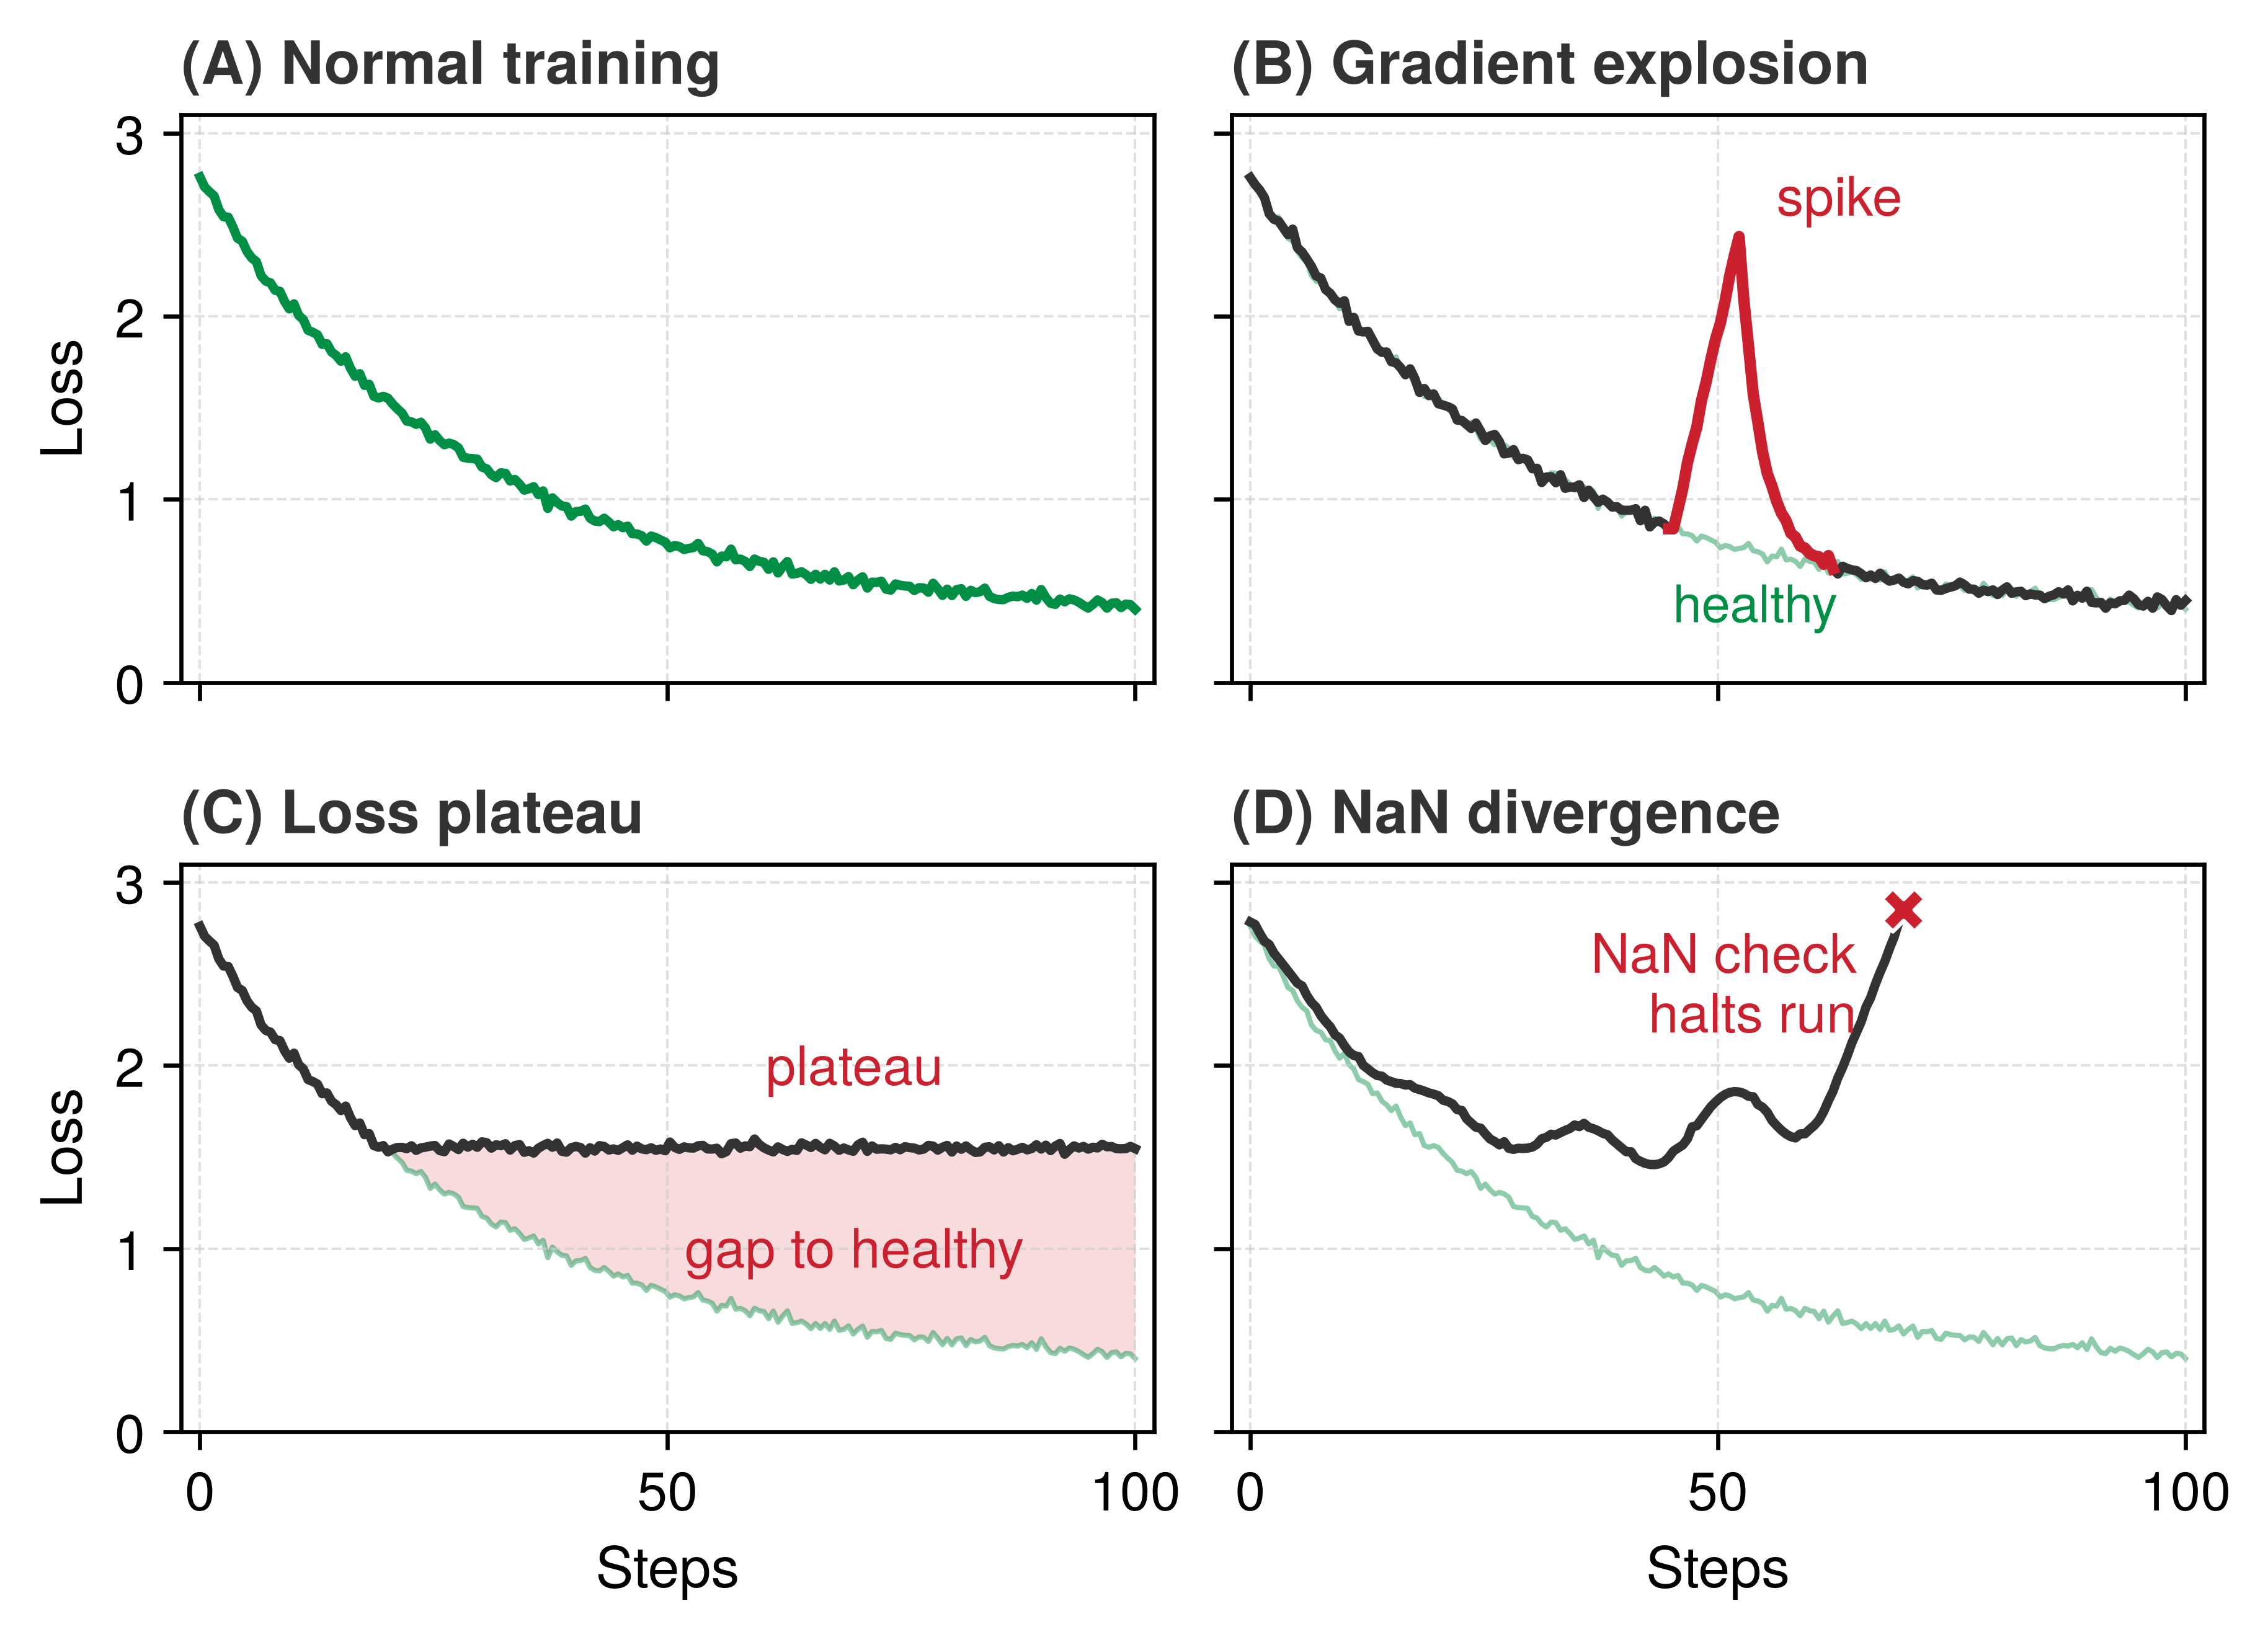 (A) Normal training
(B) Gradient explosion
3
2
1
0
Loss
spike
healthy
(C) Loss plateau
(D) NaN divergence
3
2
1
0
Loss
plateau
gap to healthy
NaN check
halts run
0
50
100
0
50
100
Steps
Steps